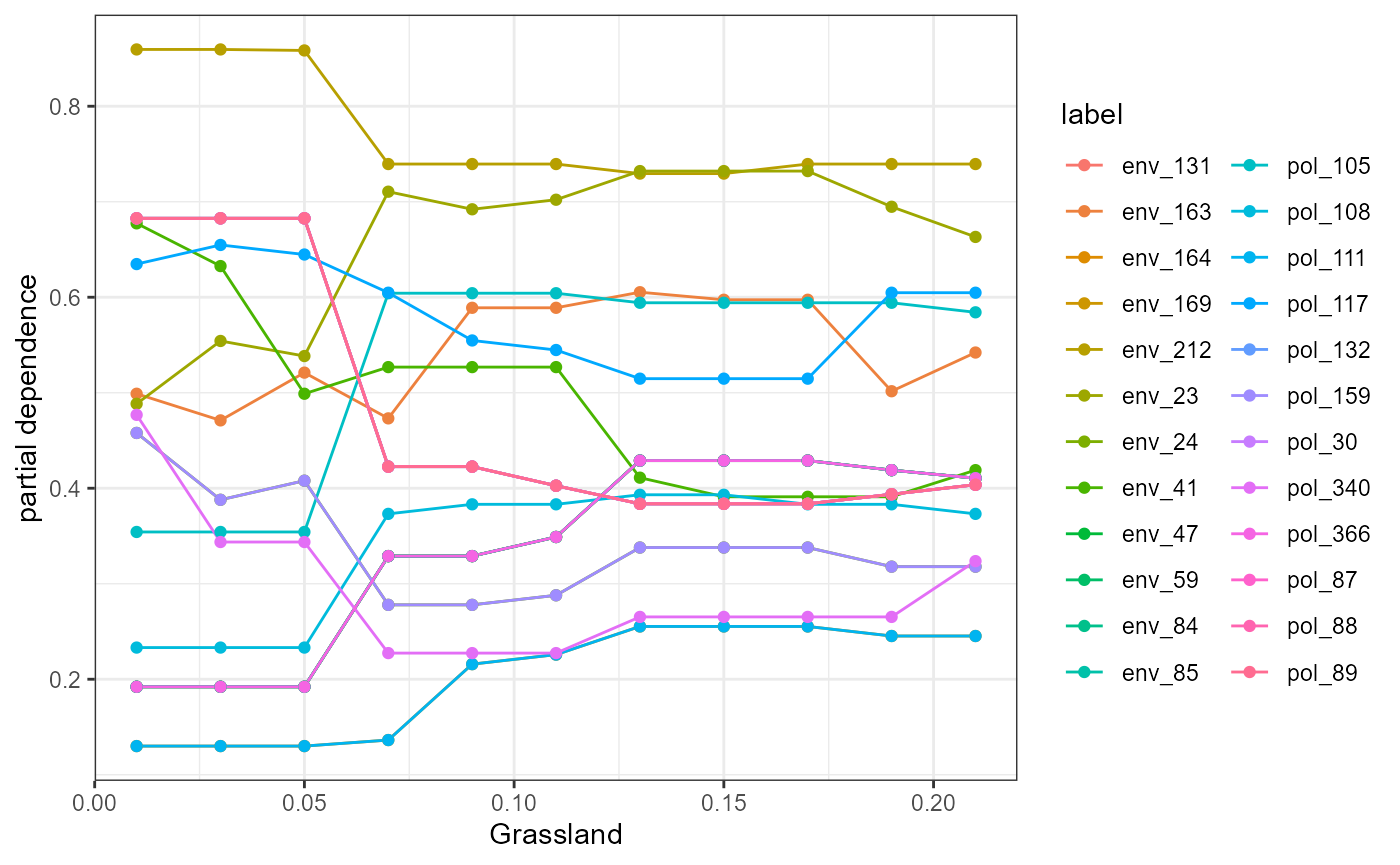 partial dependence
0.8
0.6
0.4
0.2
0.00
0.05
0.10
0.15
0.20
Grassland
label
env_131
env_163
env_164
env_169
env_212
env_23
env_24
env_41
env_47
env_59
env_84
env_85
pol_105
pol_108
pol_111
pol_117
pol_132
pol_159
pol_30
pol_340
pol_366
pol_87
pol_88
pol_89